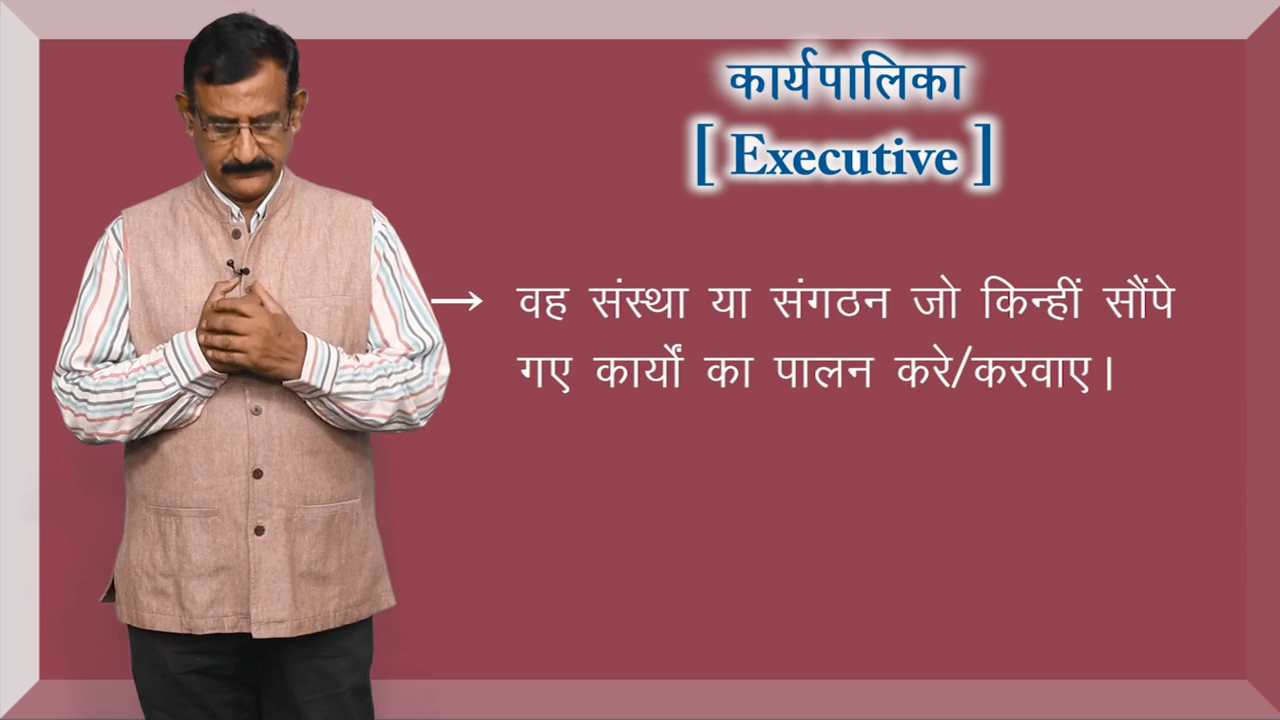 कार्यपालिका
[ Executive ]
→ वह संस्था या संगठन जो किन्हीं सौंपे
गए कार्यों का पालन करे/करवाए।